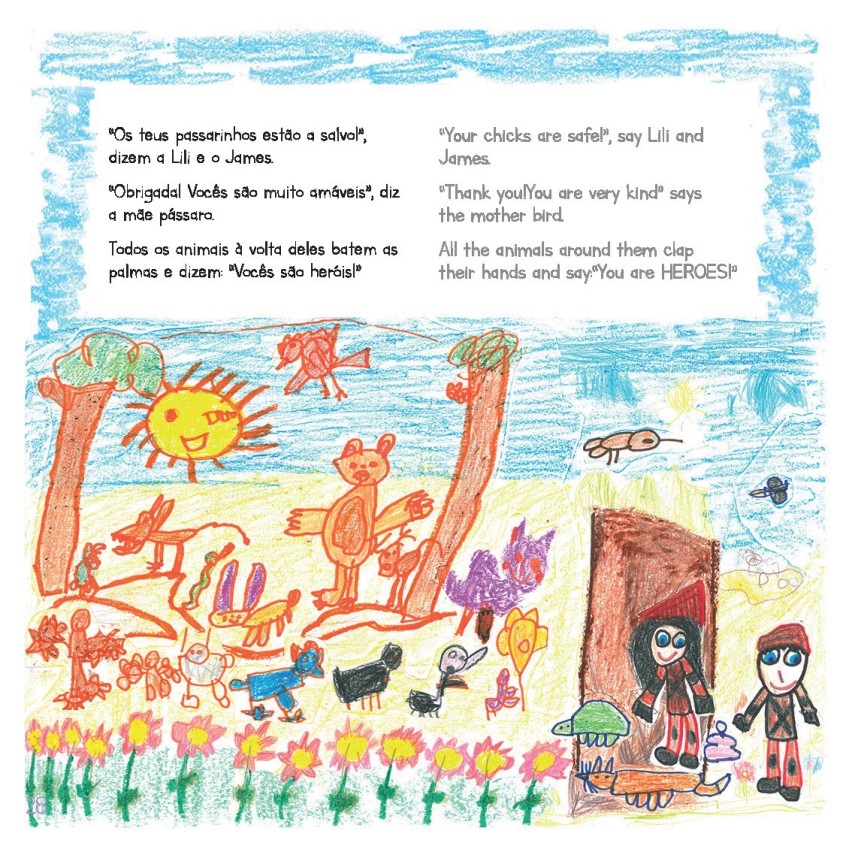 "Os teus passarinhos estão a salvo!",
dizem a Lili e o James.
"Obrigada! Vocês são muito amáveis", diz
a mãe pássaro.
Todos os animais à volta deles batem as
palmas e dizem: "Vocês são heróis!"
"Your chicks are safe!", say Lili and
James.
"Thank you!You are very kind" says
the mother bird.
All the animals around them clap
their hands and say:"You are HEROES!"